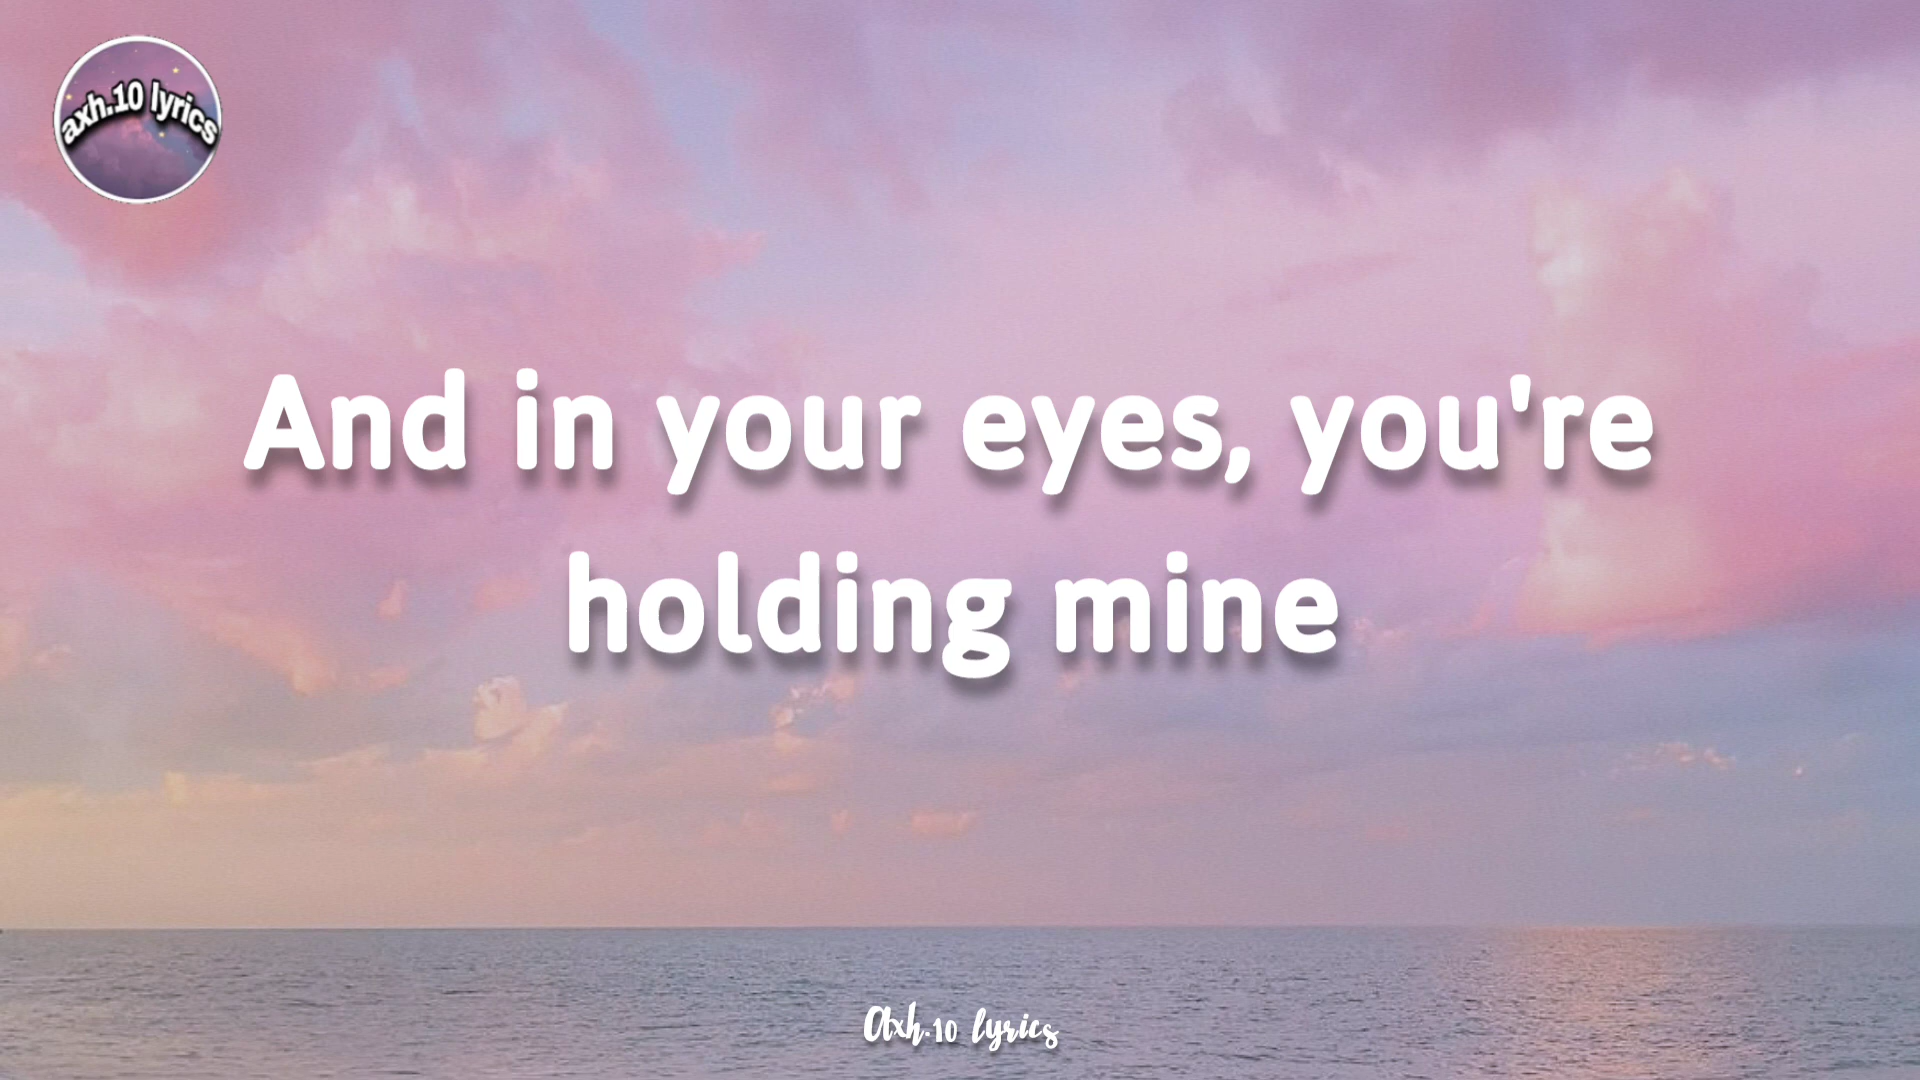 axh.10 lyrics
And in your eyes, you're
holding mine
Axh.10 lyrics